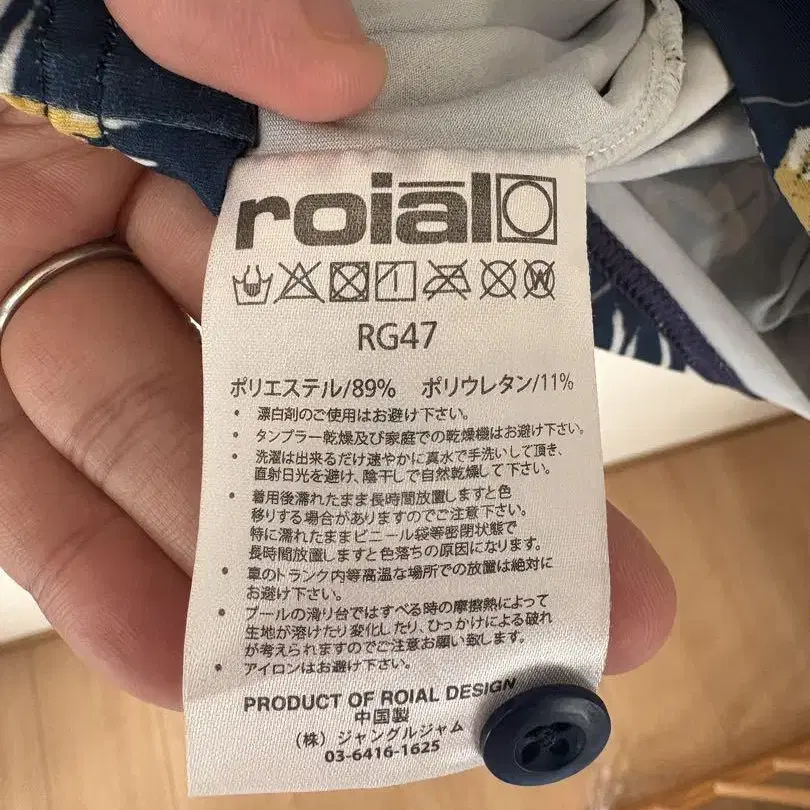 roial
W
RG47
ポリエステル/89% ポリウレタン/11%
• 漂白剤のご使用はお避け下さい。
• タンブラー乾燥及び家庭での乾燥機はお避け下さい。
• 洗濯は出来るだけ速やかに真水で手洗いして頂き、
直射日光を避け、陰干しで自然乾燥して下さい。
• 着用後濡れたまま長時間放置しますと色
移りする場合がありますのでご注意下さい。
特に濡れたままビニール袋等密閉状態で
長時間放置しますと色落ちの原因になります。
• 車のトランク内等高温な場所での放置は絶対に
お避け下さい。
• プールの滑り台ではすべる時の摩擦熱によって
生地が溶けたり変化したり、ひっかけによる破れ
が考えられますのでご注意お願い致します。
• アイロンはお避け下さい。
PRODUCT OF ROIAL DESIGN
中国製
(株) ジャングルジャム
03-6416-1625